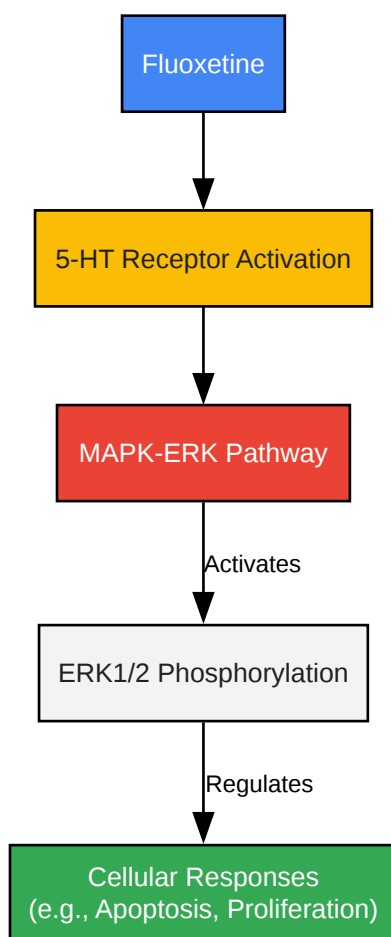 Fluoxetine
5-HT Receptor Activation
MAPK-ERK Pathway
Activates
ERK1/2 Phosphorylation
Regulates
Cellular Responses
(e.g., Apoptosis, Proliferation)